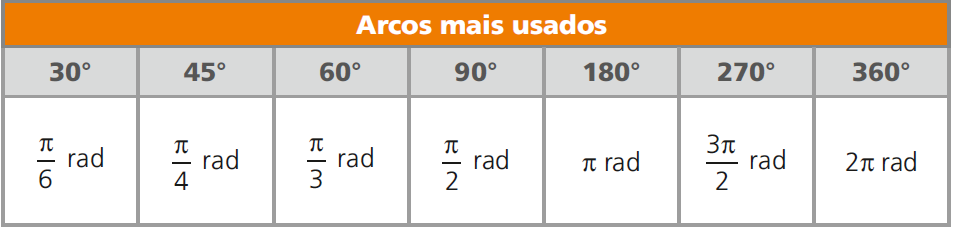 Arcos mais usados
30° 45° 60° 90° 180° 270° 360°
π/6 rad π/4 rad π/3 rad π/2 rad π rad 3π/2 rad 2π rad